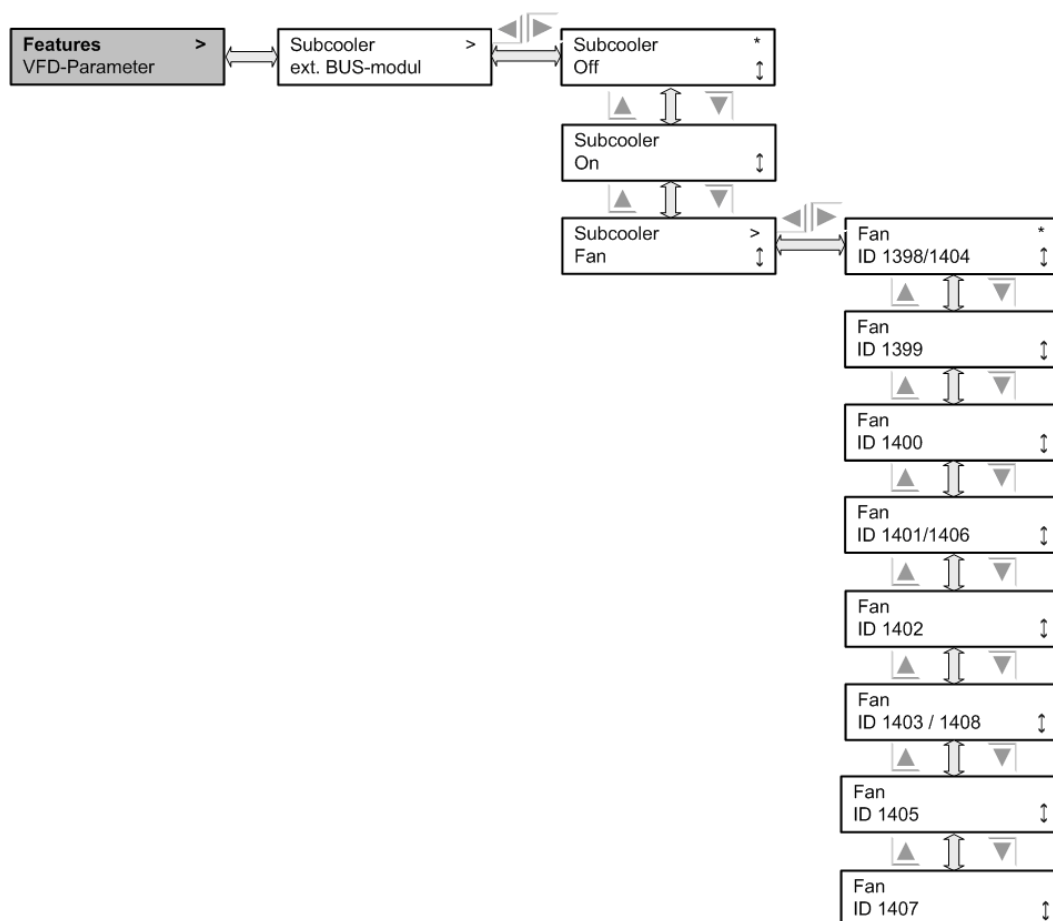 Features >
VFD-Parameter
Subcooler >
ext. BUS-modul
Subcooler *
Off ↕
Subcooler
On ↕
Subcooler >
Fan ↕
Fan *
ID 1398/1404 ↕
Fan
ID 1399 ↕
Fan
ID 1400 ↕
Fan
ID 1401/1406 ↕
Fan
ID 1402 ↕
Fan
ID 1403 / 1408 ↕
Fan
ID 1405 ↕
Fan
ID 1407 ↕